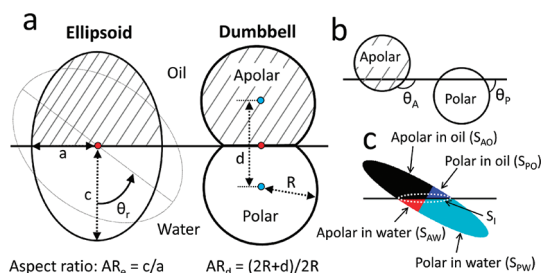 a
Ellipsoid
Dumbbell
Oil
Apolar
a
d
c
R
θr
Polar
Water
Aspect ratio: ARe = c/a
ARd = (2R+d)/2R
b
Apolar
θA
Polar
θP
c
Apolar in oil (SAO)
Polar in oil (SPO)
SI
Apolar in water (SAW)
Polar in water (SPW)